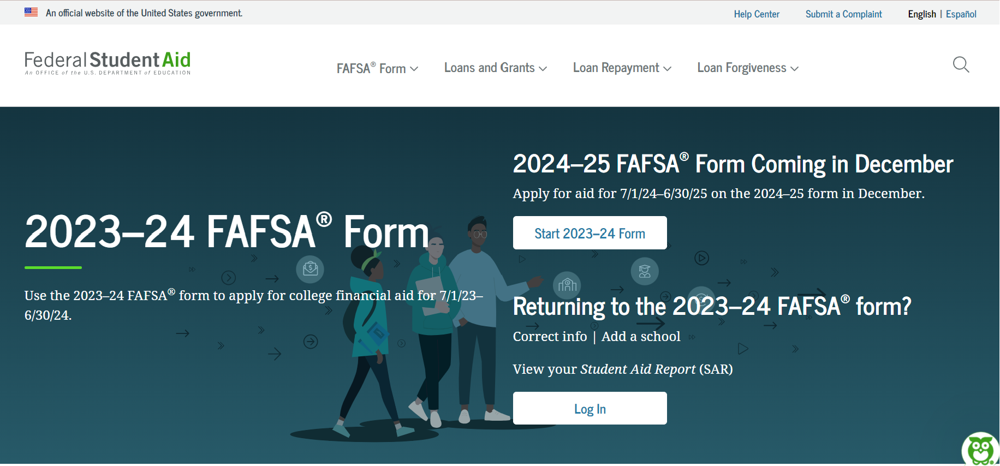 An official website of the United States government.
Help Center
Submit a Complaint
English | Español
Federal Student Aid
An OFFICE of the U.S. DEPARTMENT of EDUCATION
FAFSA® Form
Loans and Grants
Loan Repayment
Loan Forgiveness
2023–24 FAFSA® Form
Use the 2023–24 FAFSA® form to apply for college financial aid for 7/1/23–
6/30/24.
2024–25 FAFSA® Form Coming in December
Apply for aid for 7/1/24–6/30/25 on the 2024–25 form in December.
Start 2023–24 Form
Returning to the 2023–24 FAFSA® form?
Correct info | Add a school
View your Student Aid Report (SAR)
Log In